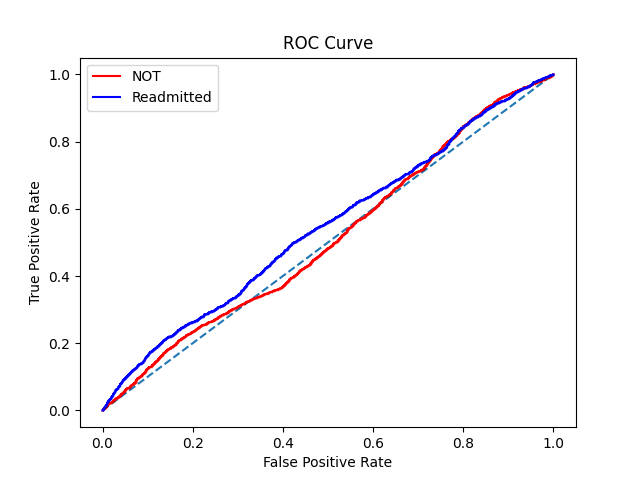 ROC Curve
NOT
Readmitted
True Positive Rate
1.0
0.8
0.6
0.4
0.2
0.0
0.0 0.2 0.4 0.6 0.8 1.0
False Positive Rate